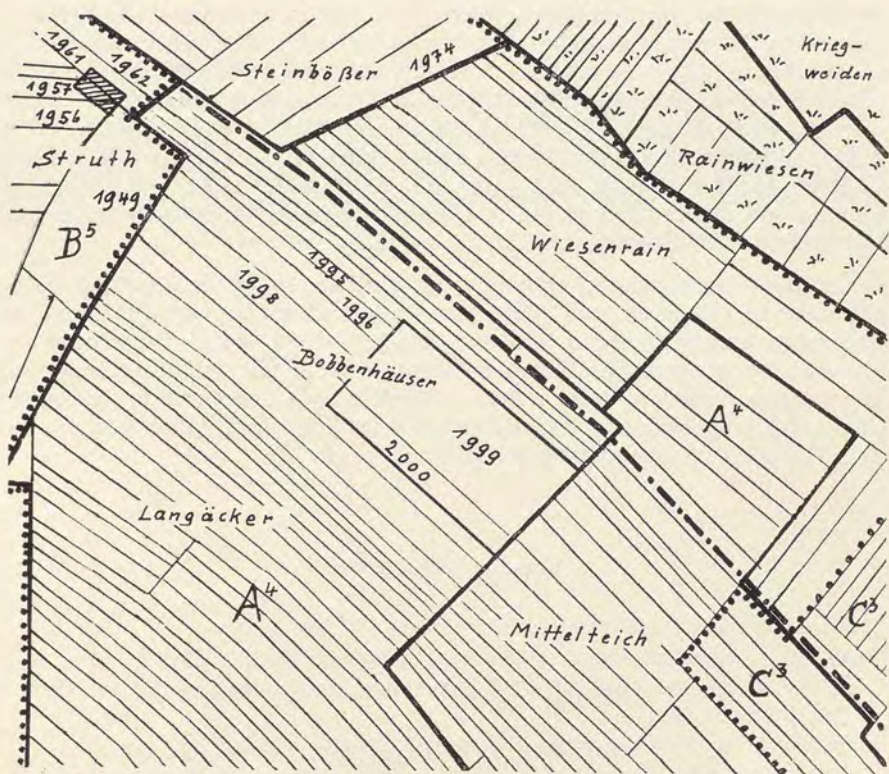 Krieg-
weiden
1961
1962
Steinbößer
1974
1957
1956
Struth
Rainwiesen
1949
B⁵
Wiesenrain
1995
1998
1996
Bobbenhäuser
A⁴
1999
2000
Langäcker
A⁴
C³
Mittelteich
C³